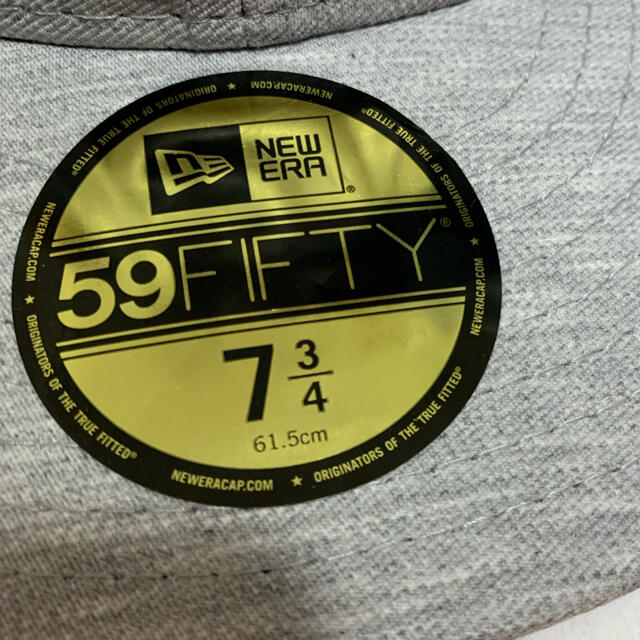 NEW
ERA®
59FIFTY®
7 3/4
61.5cm
NEWERACAP.COM ★ ORIGINATORS OF THE TRUE FITTED® ★ NEWERACAP.COM ★ ORIGINATORS OF THE TRUE FITTED ★ NEWERACAP.COM ★ ORIGINATORS OF THE TRUE FITTED® ★ NEWERACAP.COM ★ ORIGINATORS OF THE TRUE FITTED®